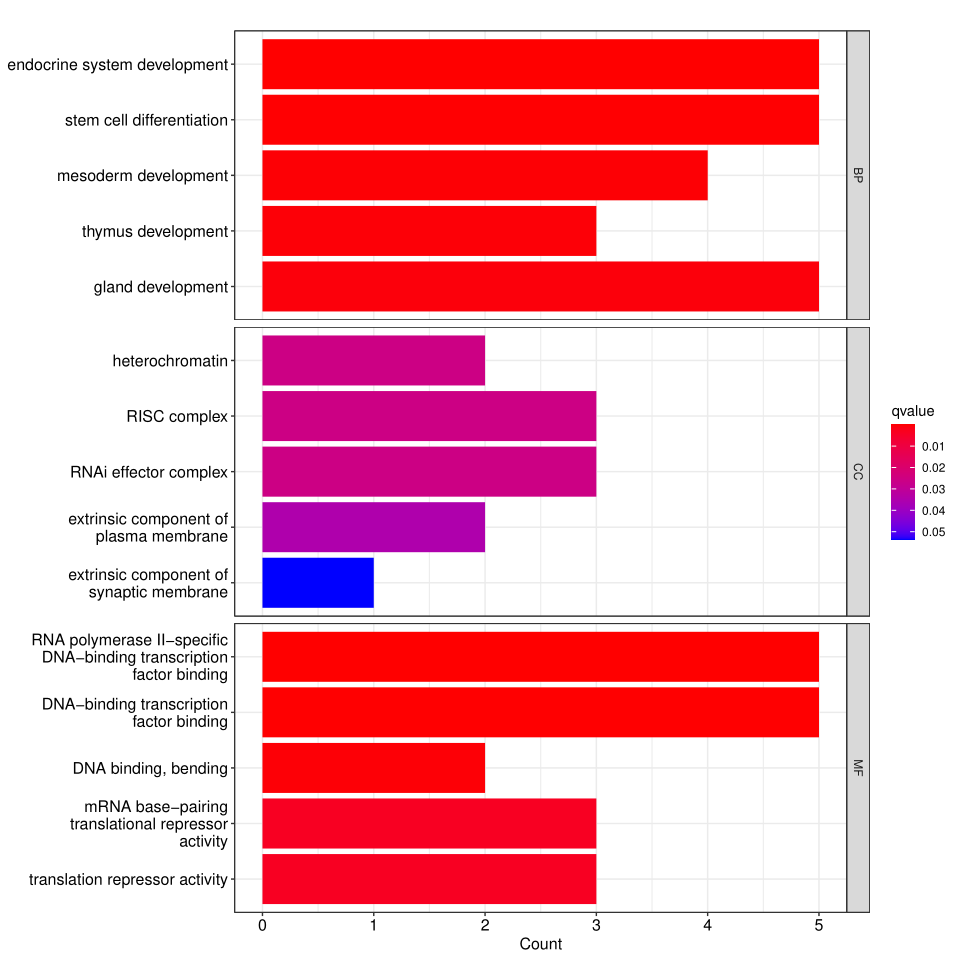 endocrine system development
stem cell differentiation
mesoderm development
thymus development
gland development
BP
heterochromatin
RISC complex
RNAi effector complex
extrinsic component of
plasma membrane
extrinsic component of
synaptic membrane
CC
RNA polymerase II−specific
DNA−binding transcription
factor binding
DNA−binding transcription
factor binding
DNA binding, bending
mRNA base−pairing
translational repressor
activity
translation repressor activity
MF
0 1 2 3 4 5
Count
qvalue
0.01
0.02
0.03
0.04
0.05